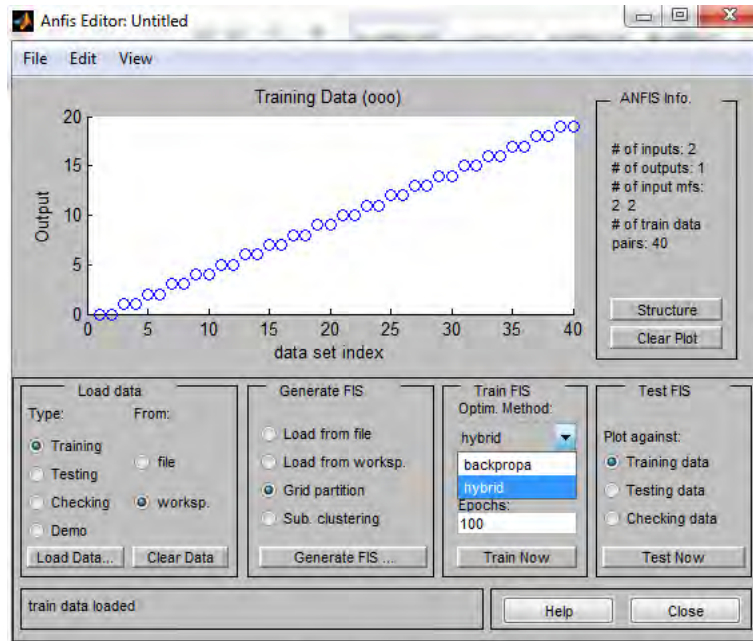 Anfis Editor: Untitled
File Edit View
Training Data (ooo)
20
15
10
5
0
Output
0 5 10 15 20 25 30 35 40
data set index
ANFIS Info.
# of inputs: 2
# of outputs: 1
# of input mfs:
2 2
# of train data
pairs: 40
Structure
Clear Plot
Load data
Type: From:
Training
file
Testing
Checking
worksp.
Demo
Load Data... Clear Data
Generate FIS
Load from file
Load from worksp.
Grid partition
Sub. clustering
Generate FIS ...
Train FIS
Optim. Method:
hybrid
backpropa
hybrid
Epochs:
100
Train Now
Test FIS
Plot against:
Training data
Testing data
Checking data
Test Now
train data loaded
Help Close